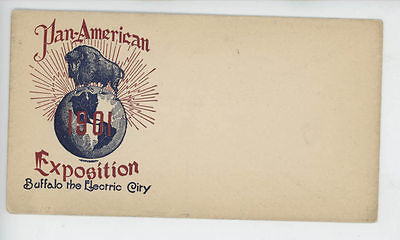 Pan-American
1901
Exposition
Buffalo the Electric City